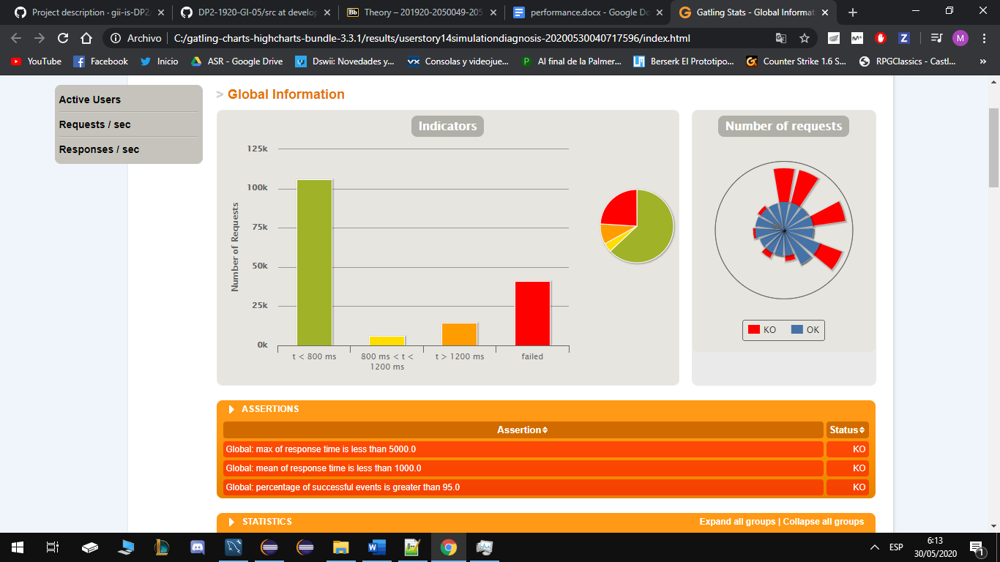 Project description · gii-is-DP2
DP2-1920-GI-05/src at develop
Bb Theory – 201920-2050049-205
performance.docx - Google Do
Gatling Stats - Global Informat
Archivo
C:/gatling-charts-highcharts-bundle-3.3.1/results/userstory14simulationdiagnosis-20200530040717596/index.html
M
YouTube
Facebook
Inicio
ASR - Google Drive
Dswii: Novedades y...
Consolas y videojue...
Al final de la Palmer...
Berserk El Prototipo...
Counter Strike 1.6 S...
RPGClassics - Castl...
»
Active Users
Requests / sec
Responses / sec
> Global Information
Indicators
Number of Requests
125k
100k
75k
50k
25k
0k
t < 800 ms
800 ms < t <
1200 ms
t > 1200 ms
failed
Number of requests
KO
OK
ASSERTIONS
Assertion
Status
Global: max of response time is less than 5000.0
KO
Global: mean of response time is less than 1000.0
KO
Global: percentage of successful events is greater than 95.0
KO
STATISTICS
Expand all groups | Collapse all groups
ESP
6:13
30/05/2020
1